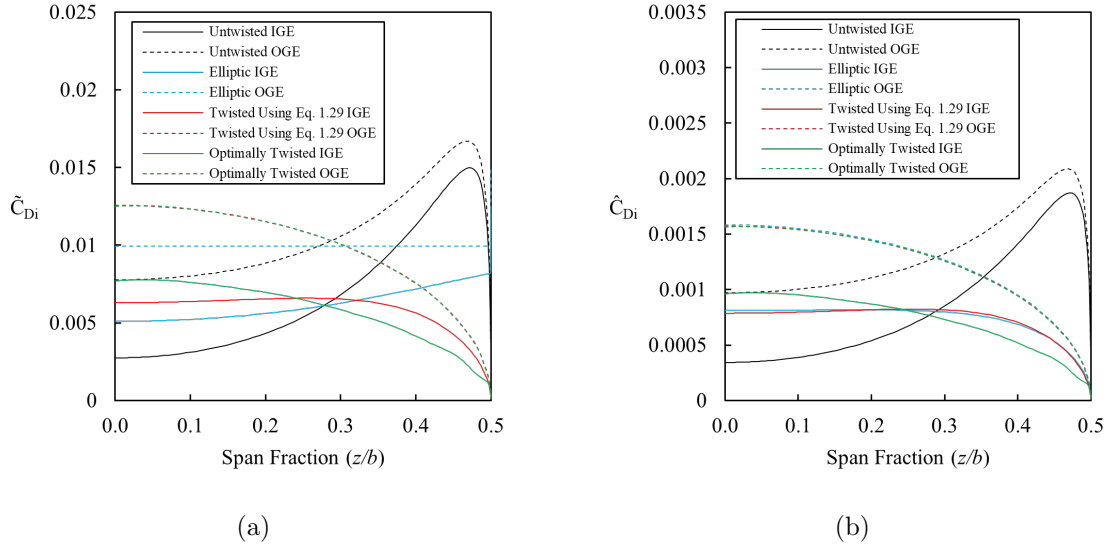 0.025
0.02
0.015
0.01
0.005
0
C̃Di
Untwisted IGE
Untwisted OGE
Elliptic IGE
Elliptic OGE
Twisted Using Eq. 1.29 IGE
Twisted Using Eq. 1.29 OGE
Optimally Twisted IGE
Optimally Twisted OGE
0.0 0.1 0.2 0.3 0.4 0.5
Span Fraction (z/b)
(a)
0.0035
0.003
0.0025
0.002
0.0015
0.001
0.0005
0
ĈDi
Untwisted IGE
Untwisted OGE
Elliptic IGE
Elliptic OGE
Twisted Using Eq. 1.29 IGE
Twisted Using Eq. 1.29 OGE
Optimally Twisted IGE
Optimally Twisted OGE
0.0 0.1 0.2 0.3 0.4 0.5
Span Fraction (z/b)
(b)